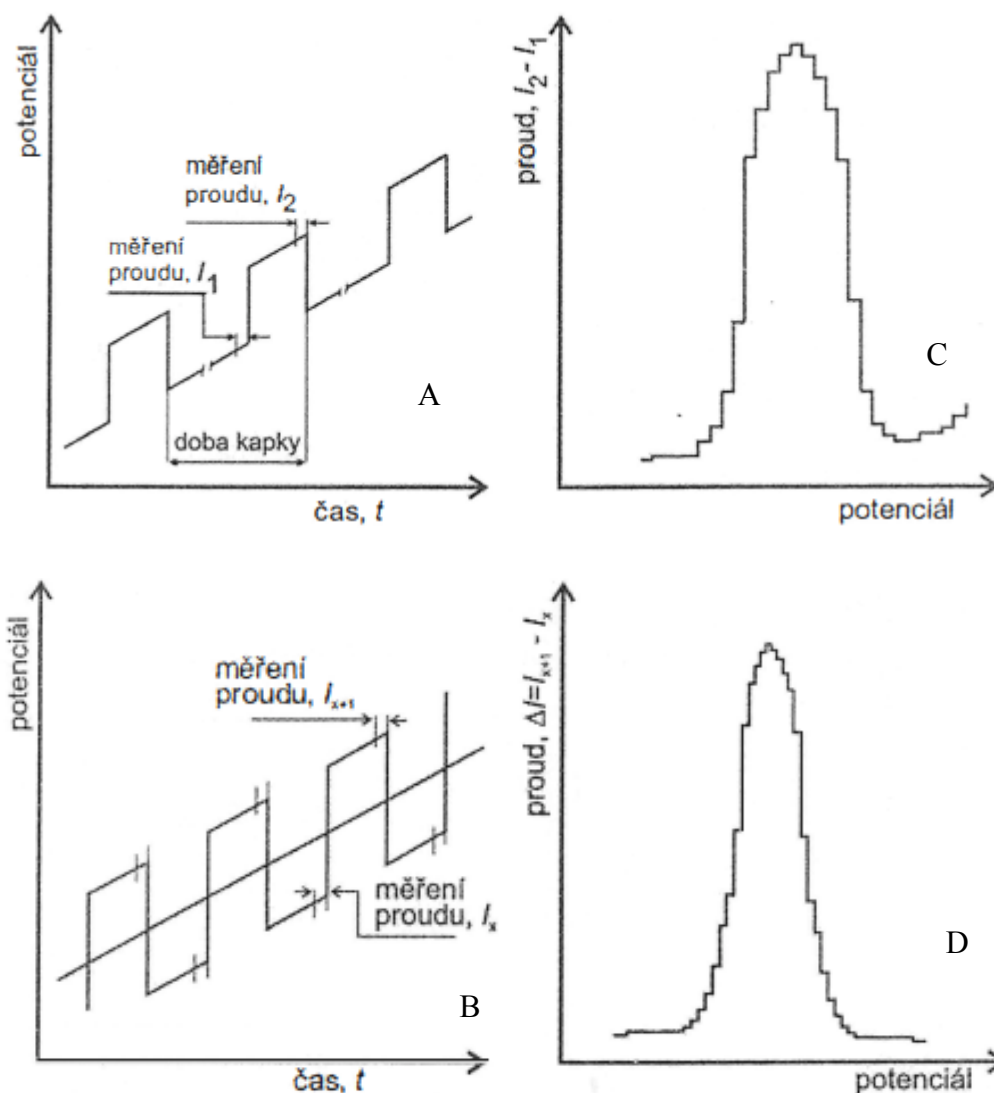 potenciál
měření
proudu, I2
měření
proudu, I1
A
doba kapky
čas, t
proud, I2 - I1
C
potenciál
potenciál
měření
proudu, Ix+1
měření
proudu, Ix
B
čas, t
proud, ΔI=Ix+1 - Ix
D
potenciál